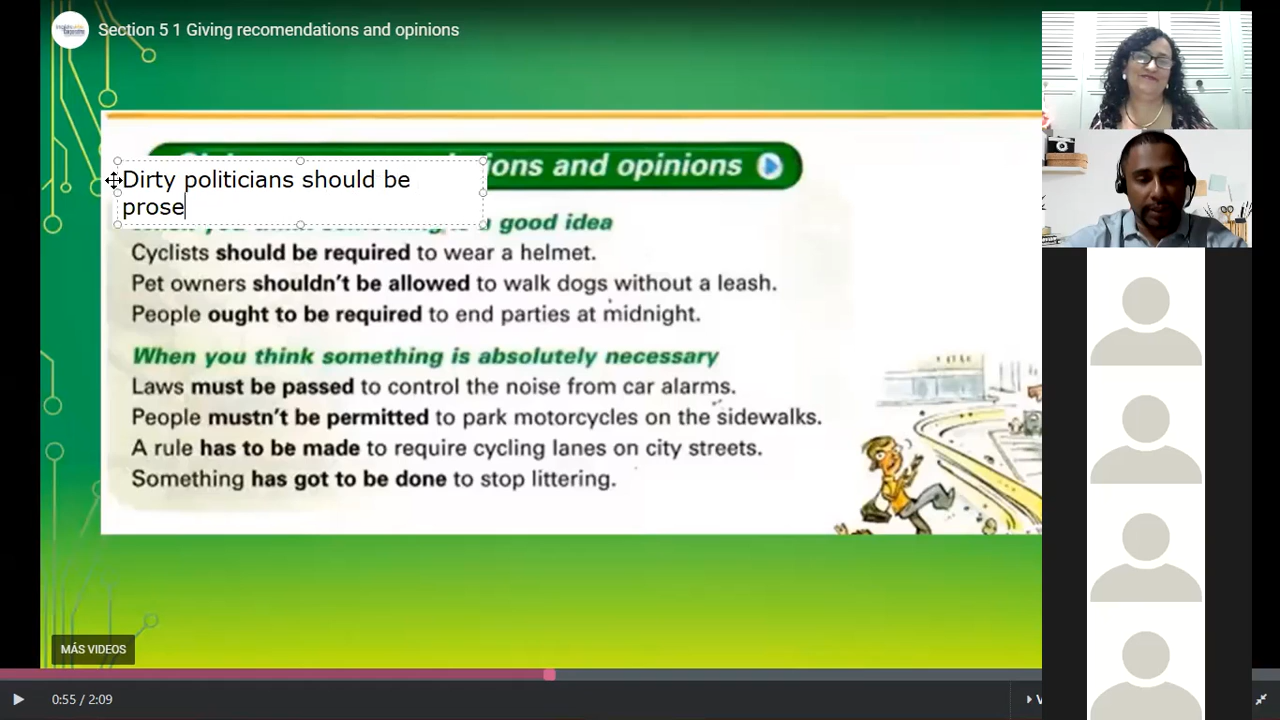 Section 5 1 Giving recomendations and opinions
ions and opinions
Dirty politicians should be
prose
good idea
Cyclists should be required to wear a helmet.
Pet owners shouldn't be allowed to walk dogs without a leash.
People ought to be required to end parties at midnight.
When you think something is absolutely necessary
Laws must be passed to control the noise from car alarms.
People mustn't be permitted to park motorcycles on the sidewalks.
A rule has to be made to require cycling lanes on city streets.
Something has got to be done to stop littering.
MÁS VIDEOS
0:55 / 2:09